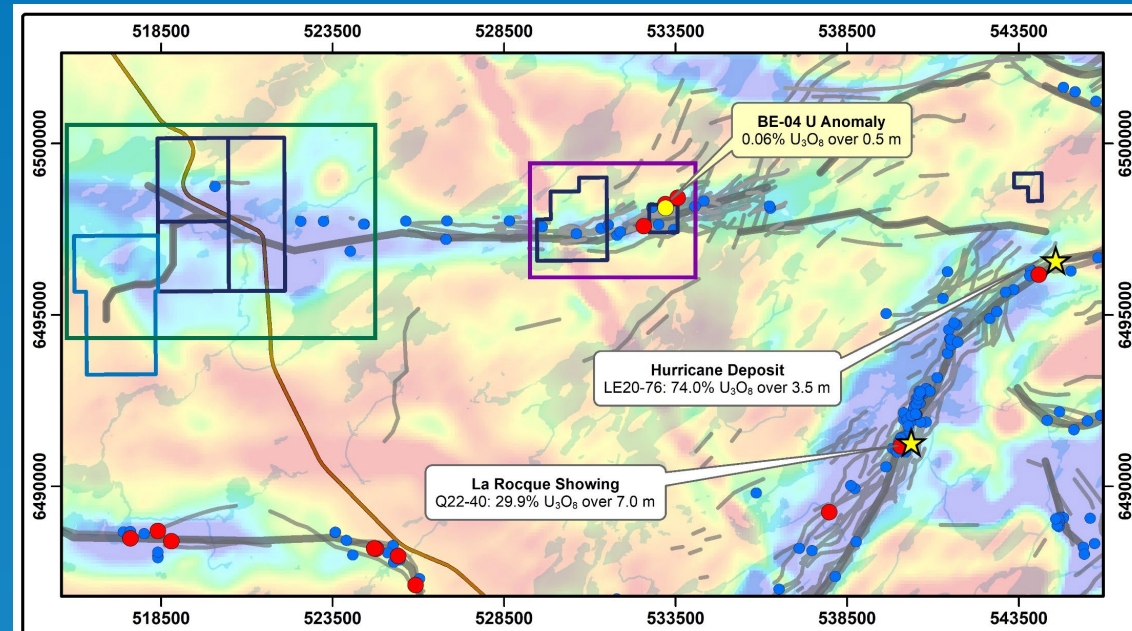 518500 523500 528500 533500 538500 543500
6500000 6500000
BE-04 U Anomaly
0.06% U₃O₈ over 0.5 m
6495000 6495000
Hurricane Deposit
LE20-76: 74.0% U₃O₈ over 3.5 m
La Rocque Showing
Q22-40: 29.9% U₃O₈ over 7.0 m
6490000 6490000
518500 523500 528500 533500 538500 543500